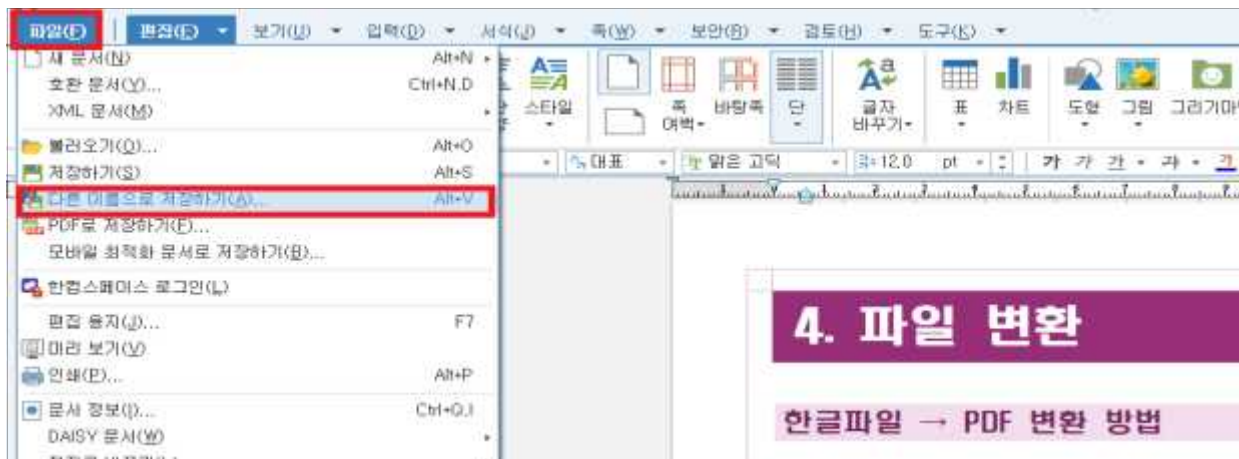 파일(F) 편집(E) 보기(U) 입력(D) 서식(J) 쪽(W) 보안(B) 검토(H) 도구(K)
새 문서(N) Alt+N
호환 문서(Y)... Ctrl+N,D
XML 문서(M)
불러오기(O)... Alt+O
저장하기(S) Alt+S
다른 이름으로 저장하기(A)... Alt+V
PDF로 저장하기(F)...
모바일 최적화 문서로 저장하기(B)...
한컴스페이스 로그인(L)
편집 용지(J)... F7
미리 보기(V)
인쇄(P)... Alt+P
문서 정보(I)... Ctrl+Q,I
DAISY 문서(W)
스타일
쪽 여백
바탕쪽
단
글자 바꾸기
표
차트
도형
그림
그리기마
대표 맑은 고딕 12.0 pt 가 가 가 가 가
4. 파일 변환
한글파일 → PDF 변환 방법